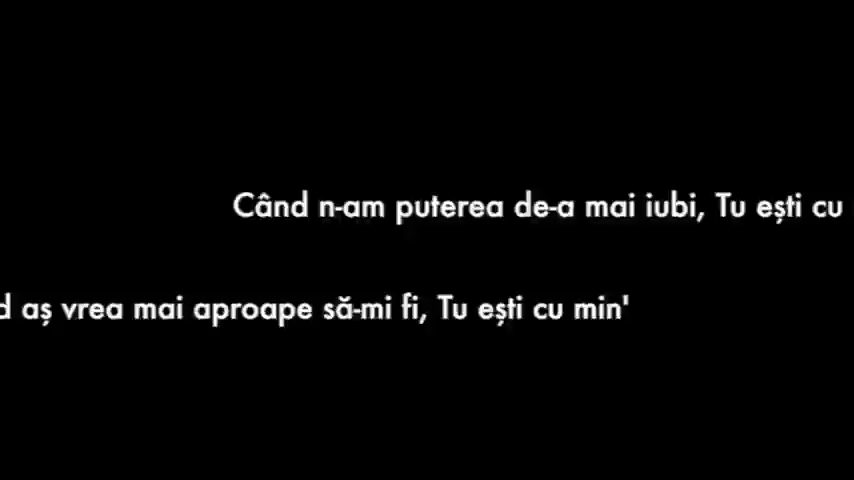 Când n-am puterea de-a mai iubi, Tu ești cu
aș vrea mai aproape să-mi fi, Tu ești cu min'